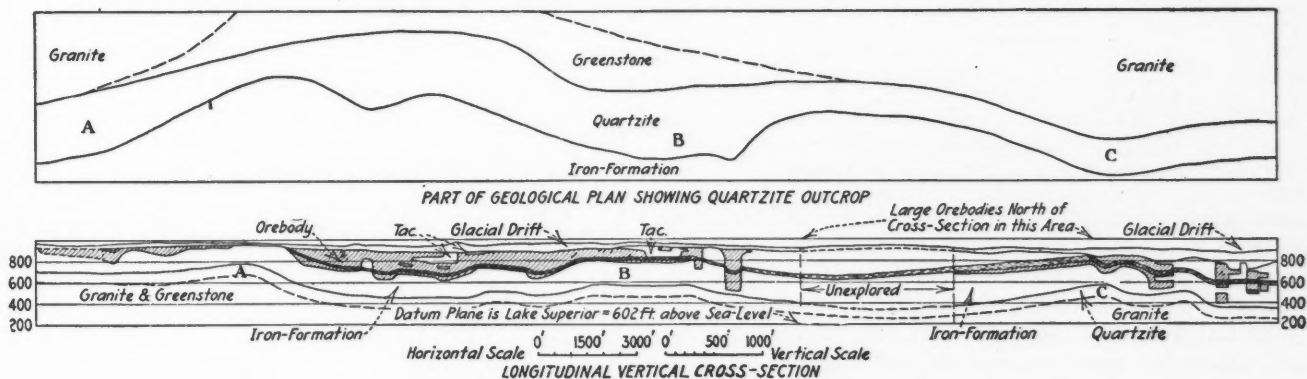 Granite
Greenstone
Granite
A
Quartzite
B
C
Iron-Formation
PART OF GEOLOGICAL PLAN SHOWING QUARTZITE OUTCROP
Orebody
Tac.
Glacial Drift
Tac.
Large Orebodies North of
Cross-Section in this Area
Glacial Drift
800
600
400
200
A
B
C
800
600
400
200
Granite & Greenstone
Unexplored
Datum Plane is Lake Superior = 602 Ft. above Sea-Level
Granite
Iron-Formation
Iron-Formation
Quartzite
Horizontal Scale 0 1500 3000 0 500 1000 Vertical Scale
LONGITUDINAL VERTICAL CROSS-SECTION